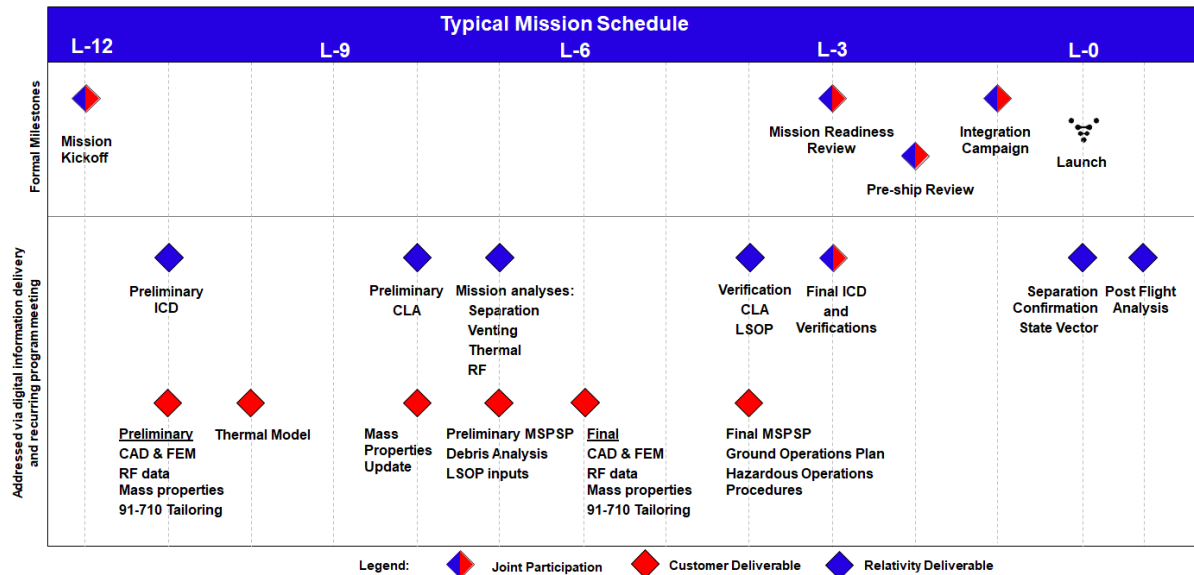 Typical Mission Schedule
L-12
L-9
L-6
L-3
L-0
Formal Milestones
Mission
Kickoff
Mission Readiness
Review
Pre-ship Review
Integration
Campaign
Launch
Addressed via digital information delivery
and recurring program meeting
Preliminary
ICD
Preliminary
CLA
Mission analyses:
Separation
Venting
Thermal
RF
Verification
CLA
LSOP
Final ICD
and
Verifications
Separation
Confirmation
State Vector
Post Flight
Analysis
Preliminary
CAD & FEM
RF data
Mass properties
91-710 Tailoring
Thermal Model
Mass
Properties
Update
Preliminary MSPSP
Debris Analysis
LSOP inputs
Final
CAD & FEM
RF data
Mass properties
91-710 Tailoring
Final MSPSP
Ground Operations Plan
Hazardous Operations
Procedures
Legend:
Joint Participation
Customer Deliverable
Relativity Deliverable